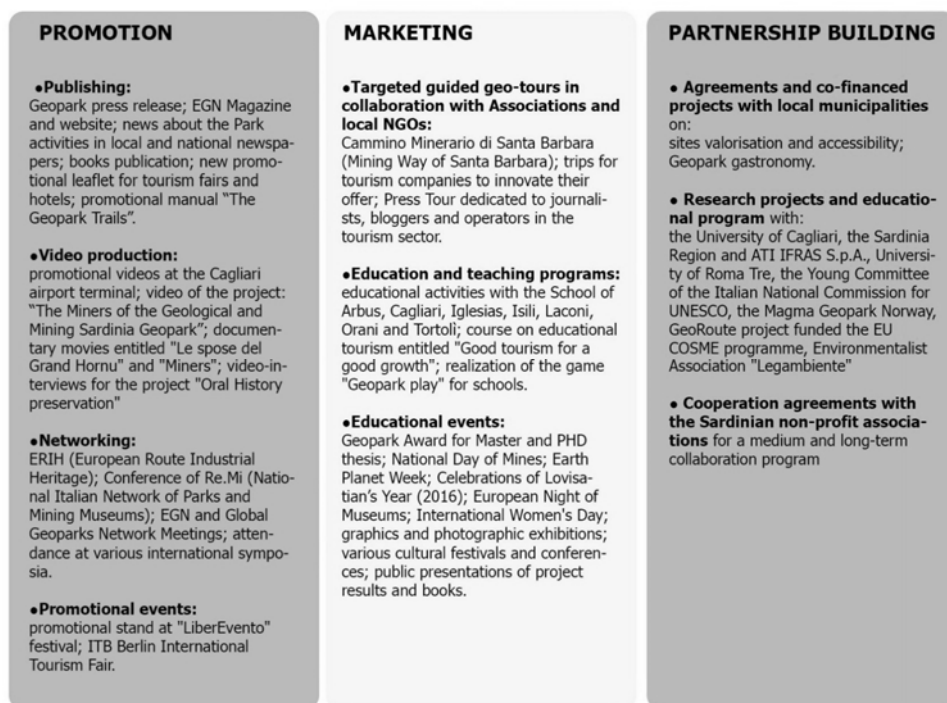 PROMOTION
●Publishing:
Geopark press release; EGN Magazine
and website; news about the Park
activities in local and national newspa-
pers; books publication; new promo-
tional leaflet for tourism fairs and
hotels; promotional manual “The
Geopark Trails”.
●Video production:
promotional videos at the Cagliari
airport terminal; video of the project:
“The Miners of the Geological and
Mining Sardinia Geopark”; documen-
tary movies entitled "Le spose del
Grand Hornu" and "Miners"; video-in-
terviews for the project "Oral History
preservation"
●Networking:
ERIH (European Route Industrial
Heritage); Conference of Re.Mi (Natio-
nal Italian Network of Parks and
Mining Museums); EGN and Global
Geoparks Network Meetings; atten-
dance at various international sympo-
sia.
●Promotional events:
promotional stand at "LiberEvento"
festival; ITB Berlin International
Tourism Fair.
MARKETING
●Targeted guided geo-tours in
collaboration with Associations and
local NGOs:
Cammino Minerario di Santa Barbara
(Mining Way of Santa Barbara); trips for
tourism companies to innovate their
offer; Press Tour dedicated to journali-
sts, bloggers and operators in the
tourism sector.
●Education and teaching programs:
educational activities with the School of
Arbus, Cagliari, Iglesias, Isili, Laconi,
Orani and Tortolì; course on educational
tourism entitled "Good tourism for a
good growth"; realization of the game
"Geopark play" for schools.
●Educational events:
Geopark Award for Master and PHD
thesis; National Day of Mines; Earth
Planet Week; Celebrations of Lovisa-
tian’s Year (2016); European Night of
Museums; International Women's Day;
graphics and photographic exhibitions;
various cultural festivals and conferen-
ces; public presentations of project
results and books.
PARTNERSHIP BUILDING
● Agreements and co-financed
projects with local municipalities
on:
sites valorisation and accessibility;
Geopark gastronomy.
● Research projects and educatio-
nal program with:
the University of Cagliari, the Sardinia
Region and ATI IFRAS S.p.A., Universi-
ty of Roma Tre, the Young Committee
of the Italian National Commission for
UNESCO, the Magma Geopark Norway,
GeoRoute project funded the EU
COSME programme, Environmentalist
Association "Legambiente"
● Cooperation agreements with
the Sardinian non-profit associa-
tions for a medium and long-term
collaboration program